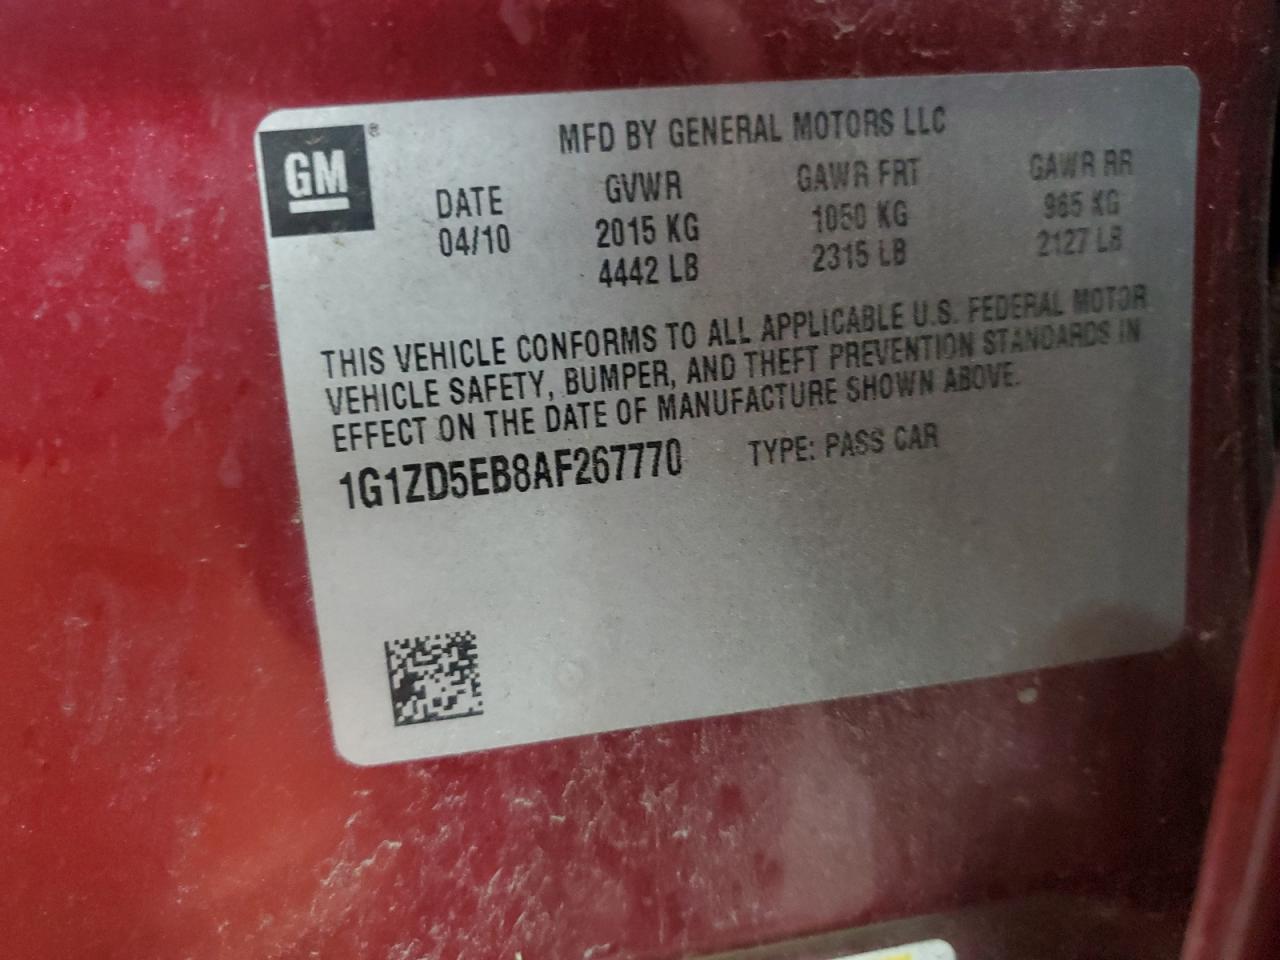 GM ®
MFD BY GENERAL MOTORS LLC
DATE GVWR GAWR FRT GAWR RR
04/10 2015 KG 1050 KG 965 KG
4442 LB 2315 LB 2127 LB
THIS VEHICLE CONFORMS TO ALL APPLICABLE U.S. FEDERAL MOTOR
VEHICLE SAFETY, BUMPER, AND THEFT PREVENTION STANDARDS IN
EFFECT ON THE DATE OF MANUFACTURE SHOWN ABOVE.
1G1ZD5EB8AF267770 TYPE: PASS CAR